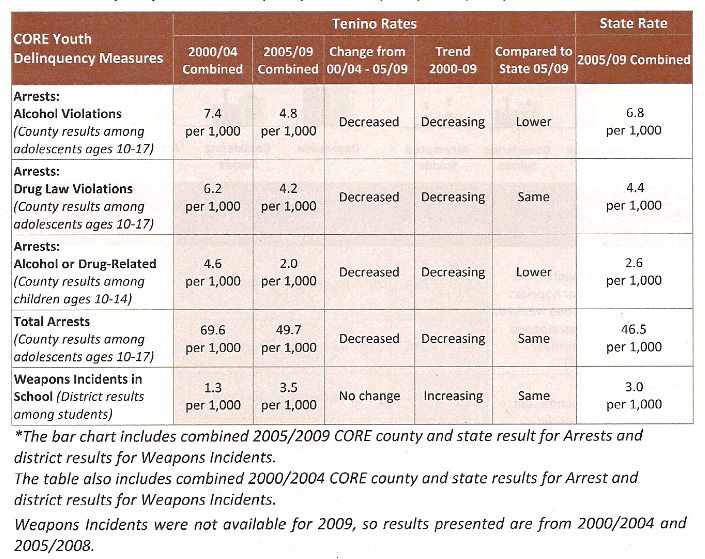 CORE Youth
Delinquency Measures
Tenino Rates
State Rate
2000/04
Combined
2005/09
Combined
Change from
00/04 - 05/09
Trend
2000-09
Compared to
State 05/09
2005/09 Combined
Arrests:
Alcohol Violations
(County results among
adolescents ages 10-17)
7.4
per 1,000
4.8
per 1,000
Decreased
Decreasing
Lower
6.8
per 1,000
Arrests:
Drug Law Violations
(County results among
adolescents ages 10-17)
6.2
per 1,000
4.2
per 1,000
Decreased
Decreasing
Same
4.4
per 1,000
Arrests:
Alcohol or Drug-Related
(County results among
children ages 10-14)
4.6
per 1,000
2.0
per 1,000
Decreased
Decreasing
Lower
2.6
per 1,000
Total Arrests
(County results among
adolescents ages 10-17)
69.6
per 1,000
49.7
per 1,000
Decreased
Decreasing
Same
46.5
per 1,000
Weapons Incidents in
School (District results
among students)
1.3
per 1,000
3.5
per 1,000
No change
Increasing
Same
3.0
per 1,000
*The bar chart includes combined 2005/2009 CORE county and state result for Arrests and
district results for Weapons Incidents.
The table also includes combined 2000/2004 CORE county and state results for Arrest and
district results for Weapons Incidents.
Weapons Incidents were not available for 2009, so results presented are from 2000/2004 and
2005/2008.